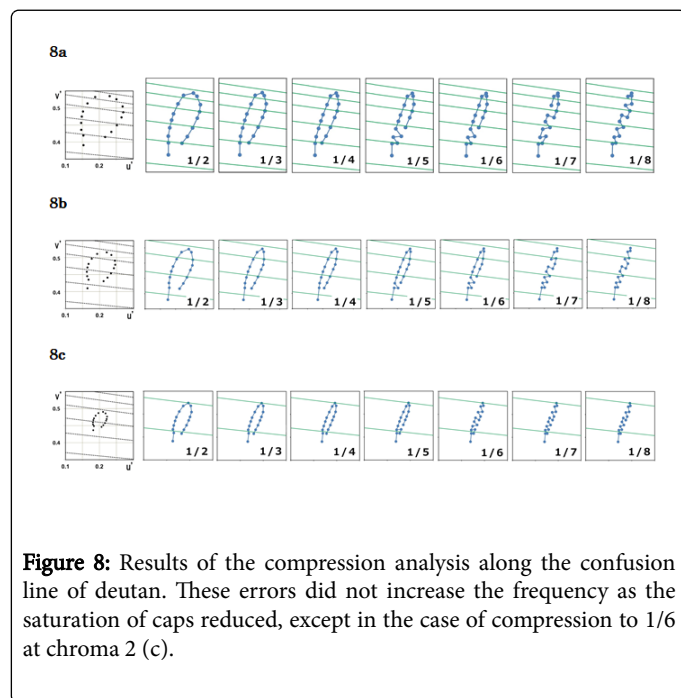 8a
v'
0.5
0.4
0.1 0.2 u'
1/2 1/3 1/4 1/5 1/6 1/7 1/8
8b
v'
0.5
0.4
0.1 0.2 u'
1/2 1/3 1/4 1/5 1/6 1/7 1/8
8c
v'
0.5
0.4
0.1 0.2 u'
1/2 1/3 1/4 1/5 1/6 1/7 1/8
Figure 8: Results of the compression analysis along the confusion
line of deutan. These errors did not increase the frequency as the
saturation of caps reduced, except in the case of compression to 1/6
at chroma 2 (c).